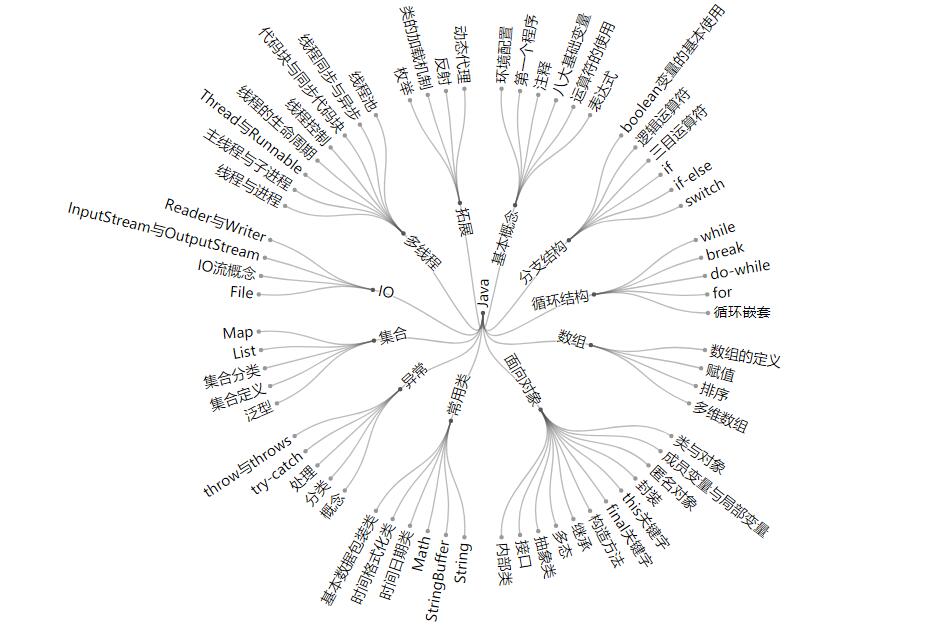 Java
基本概念
环境配置
第一个程序
注释
八大基础变量
运算符的使用
表达式
分支结构
boolean变量的基本使用
逻辑运算符
三目运算符
if
if-else
switch
循环结构
while
break
do-while
for
循环嵌套
数组
数组的定义
赋值
排序
多维数组
面向对象
类与对象
成员变量与局部变量
匿名对象
封装
this关键字
final关键字
构造方法
继承
多态
抽象类
接口
内部类
常用类
String
StringBuffer
Math
时间日期类
时间格式化类
基本数据包装类
异常
概念
分类
处理
try-catch
throw与throws
集合
泛型
集合定义
集合分类
List
Map
IO
File
IO流概念
InputStream与OutputStream
Reader与Writer
多线程
线程与进程
主线程与子进程
Thread与Runnable
线程的生命周期
线程控制
代码块与同步代码块
线程同步与异步
线程池
拓展
枚举
类的加载机制
反射
动态代理